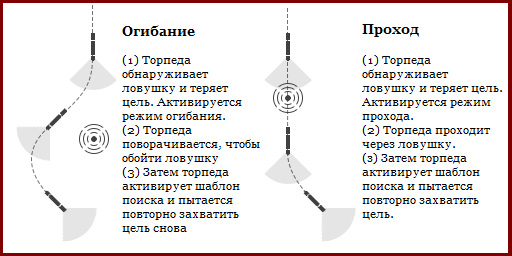 Огибание
(1) Торпеда
обнаруживает
ловушку и теряет
цель. Активируется
режим огибания.
(2) Торпеда
поворачивается, чтобы
обойти ловушку
(3) Затем торпеда
активирует шаблон
поиска и пытается
повторно захватить
цель снова
Проход
(1) Торпеда
обнаруживает
ловушку и теряет цель.
Активируется режим
прохода.
(2) Торпеда проходит
через ловушку.
(3) Затем торпеда
активирует шаблон
поиска и пытается
повторно захватить
цель.